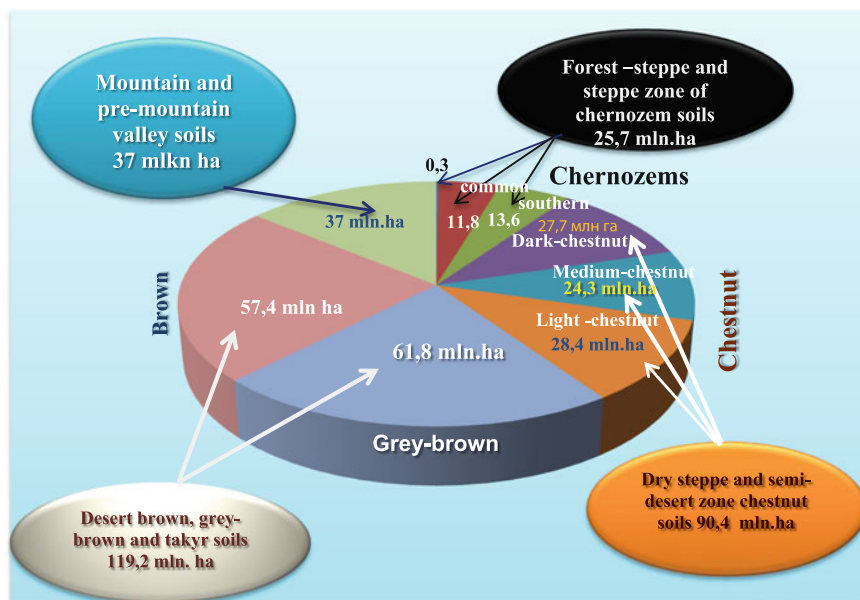 Mountain and
pre-mountain
valley soils
37 mlkn ha
Forest –steppe and
steppe zone of
chernozem soils
25,7 mln.ha
0,3
Chernozems
common
11,8
southern
13,6
27,7 млн га
Dark-chestnut
37 mln.ha
Medium-chestnut
24,3 mln.ha
Brown
57,4 mln ha
Light -chestnut
28,4 mln.ha
Chestnut
61,8 mln.ha
Grey-brown
Desert brown, grey-
brown and takyr soils
119,2 mln. ha
Dry steppe and semi-
desert zone chestnut
soils 90,4 mln.ha